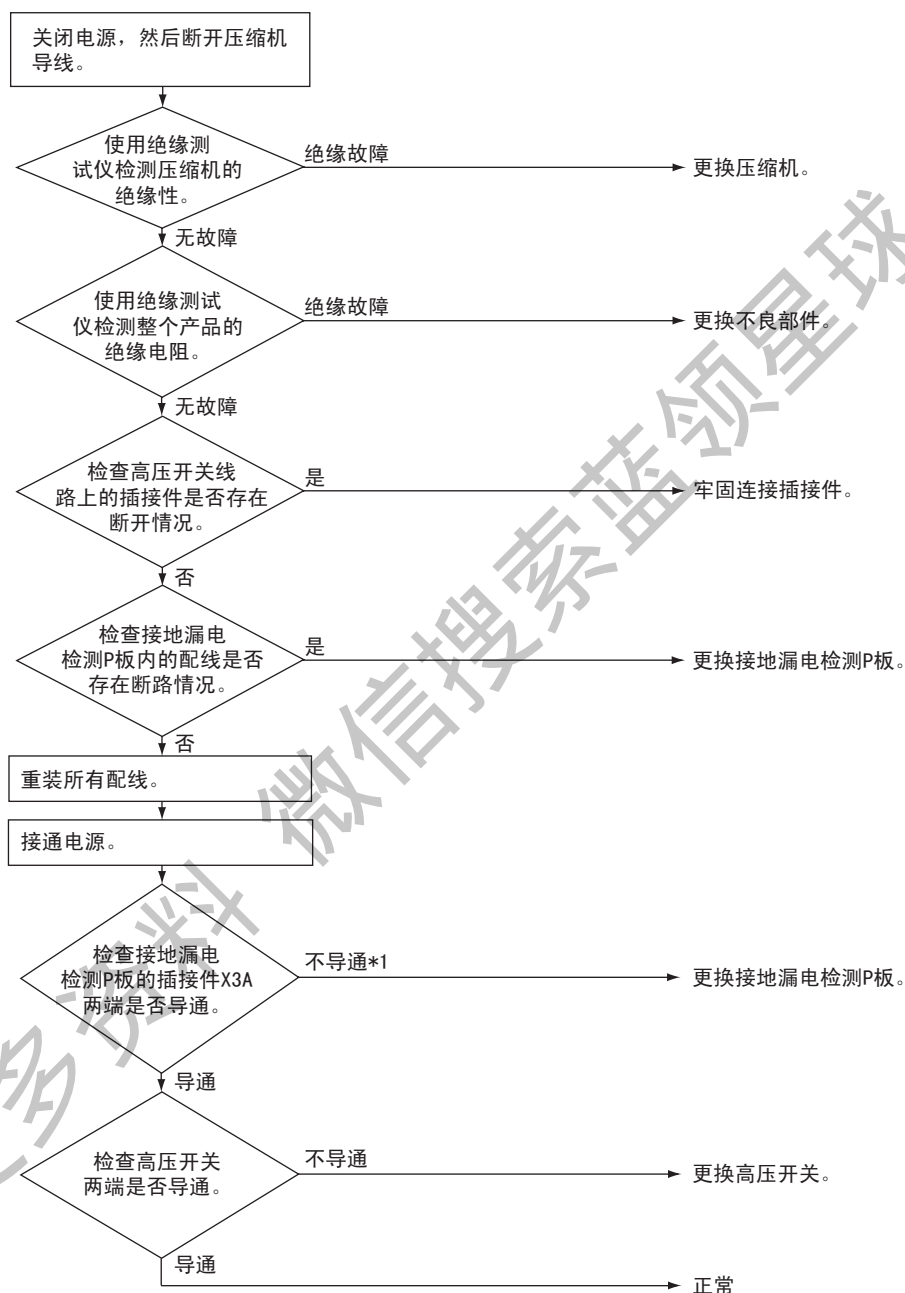 关闭电源，然后断开压缩机
导线。
使用绝缘测
试仪检测压缩机的
绝缘性。
绝缘故障
更换压缩机。
无故障
使用绝缘测试
仪检测整个产品的
绝缘电阻。
绝缘故障
更换不良部件。
无故障
检查高压开关线
路上的插接件是否存在
断开情况。
是
牢固连接插接件。
否
检查接地漏电
检测P板内的配线是否
存在断路情况。
是
更换接地漏电检测P板。
否
重装所有配线。
接通电源。
检查接地漏电
检测P板的插接件X3A
两端是否导通。
不导通*1
更换接地漏电检测P板。
导通
检查高压开关
两端是否导通。
不导通
更换高压开关。
导通
正常
多资料 微信搜索蓝领星球